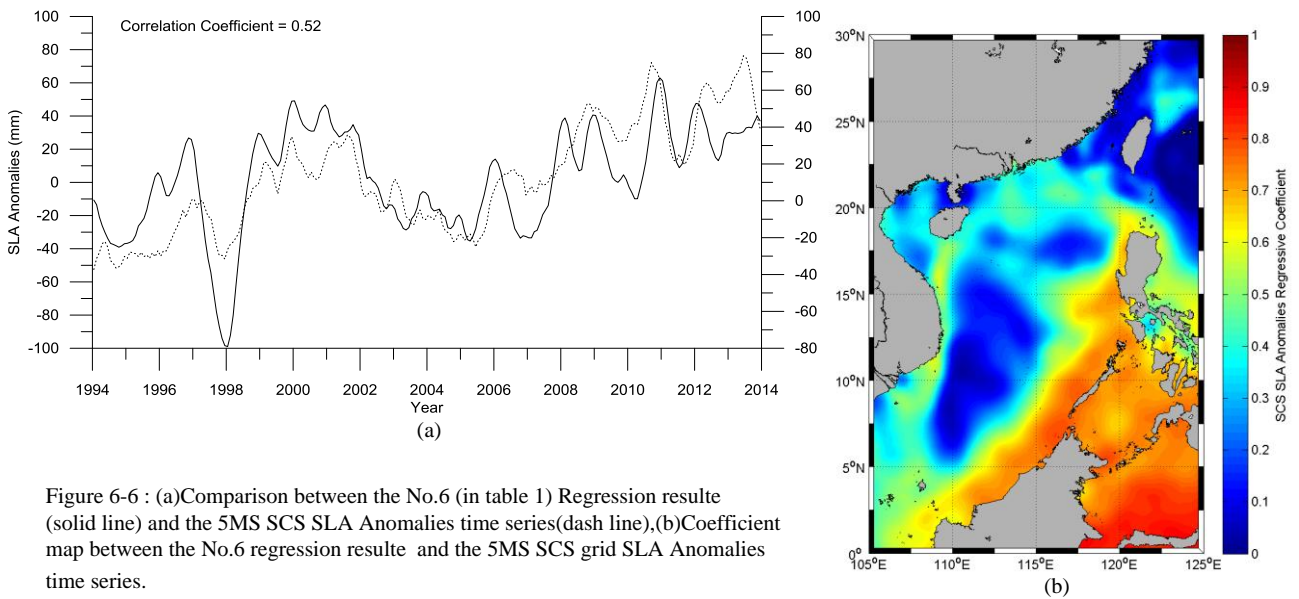 Correlation Coefficient = 0.52
100
80
60
40
20
0
-20
-40
-60
-80
-100
SLA Anomalies (mm)
100
80
60
40
20
0
-20
-40
-60
-80
1994 1996 1998 2000 2002 2004 2006 2008 2010 2012 2014
Year
(a)
30°N
25°N
20°N
15°N
10°N
5°N
0°
105°E 110°E 115°E 120°E 125°E
(b)
1
0.9
0.8
0.7
0.6
0.5
0.4
0.3
0.2
0.1
0
SCS SLA Anomalies Regressive Coefficient
Figure 6-6 : (a)Comparison between the No.6 (in table 1) Regression resulte
(solid line) and the 5MS SCS SLA Anomalies time series(dash line),(b)Coefficient
map between the No.6 regression resulte and the 5MS SCS grid SLA Anomalies
time series.